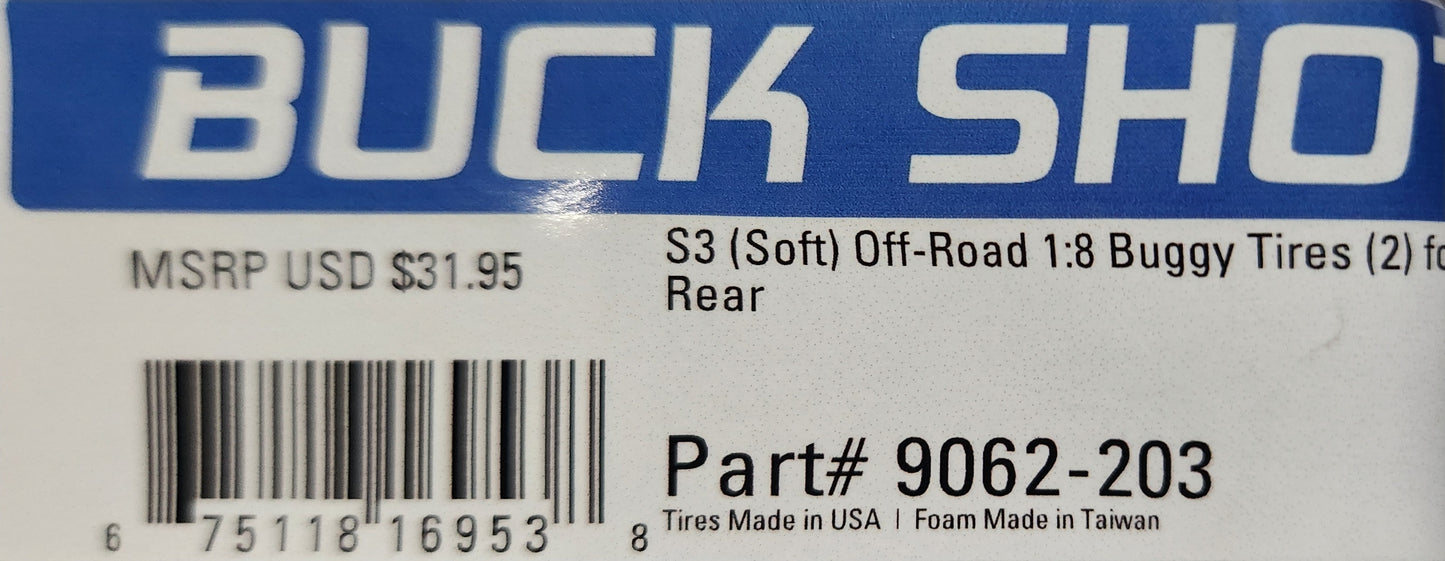 BUCK SHO
MSRP USD $31.95
S3 (Soft) Off-Road 1:8 Buggy Tires (2)
Rear
Part# 9062-203
Tires Made in USA | Foam Made in Taiwan
6 75118 16953 8